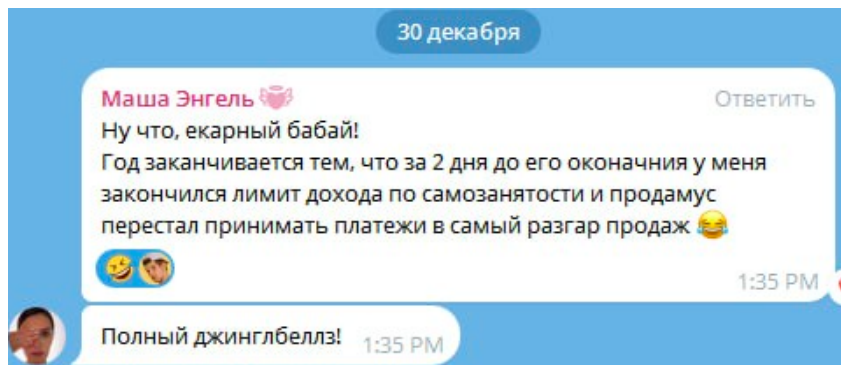 30 декабря
Маша Энгель
Ответить
Ну что, екарный бабай!
Год заканчивается тем, что за 2 дня до его оконачния у меня
закончился лимит дохода по самозанятости и продамус
перестал принимать платежи в самый разгар продаж 😂
1:35 PM
Полный джинглбеллз!
1:35 PM